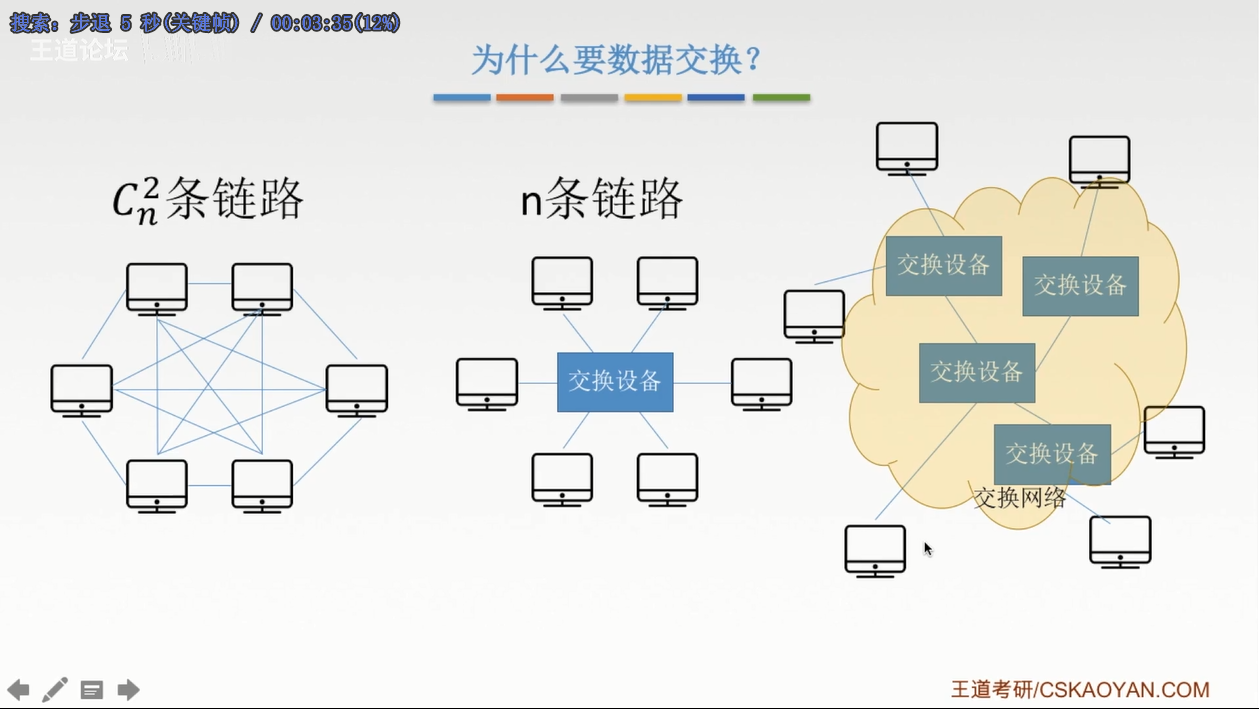 搜索: 步退 5 秒(关键帧) / 00:03:35(12%)
王道论坛
为什么要数据交换?
C_n^2条链路
n条链路
交换设备
交换设备
交换设备
交换设备
交换设备
交换网络
王道考研/CSKAOYAN.COM